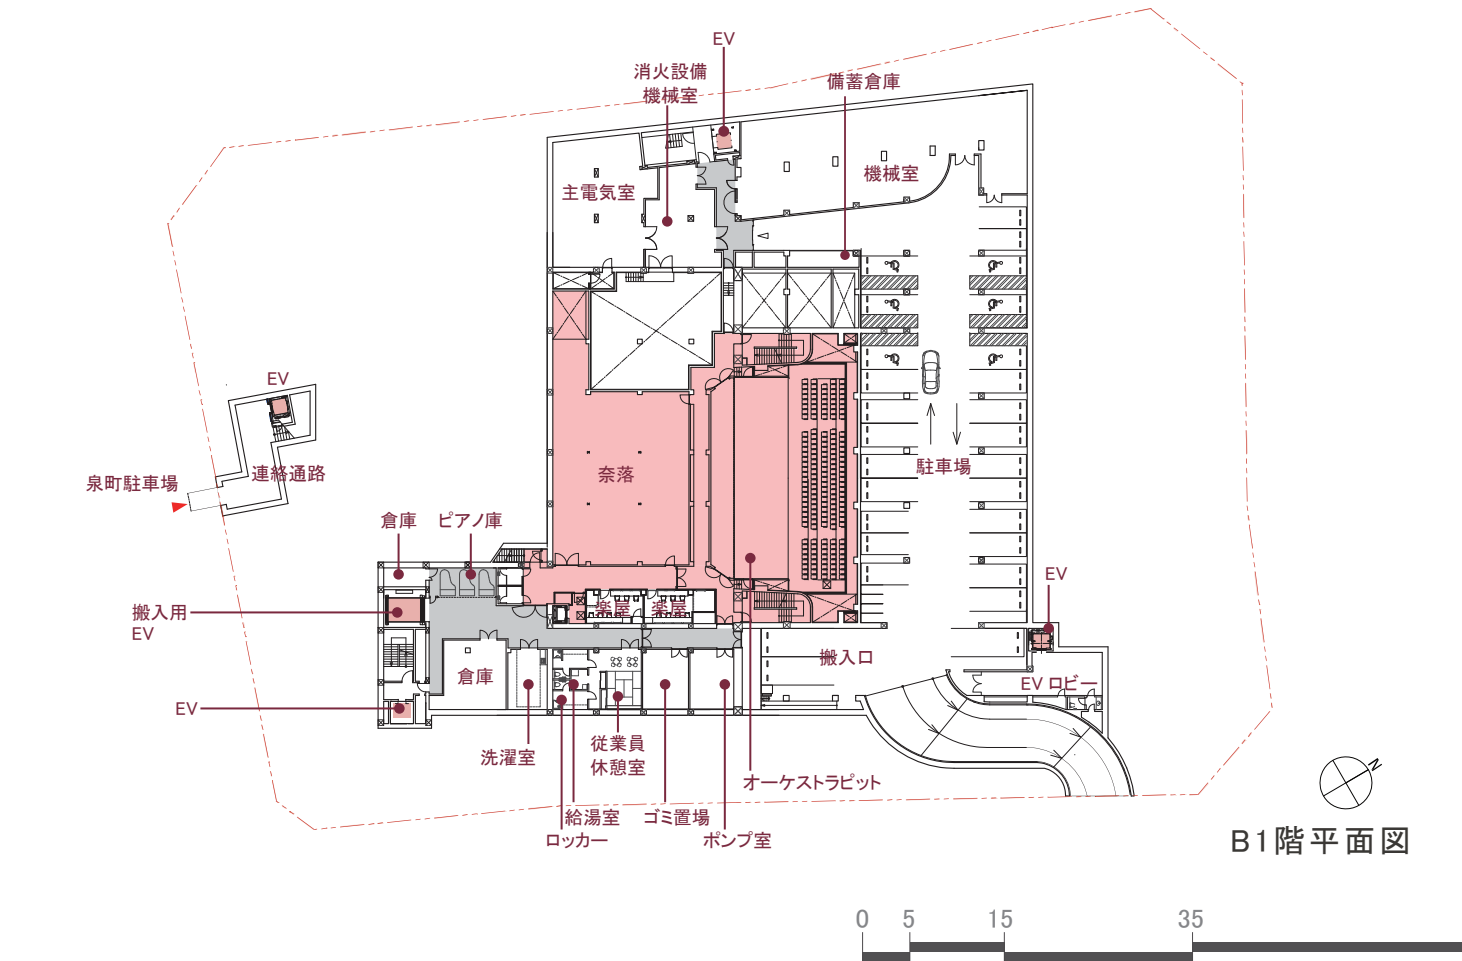 EV
消火設備
機械室
備蓄倉庫
機械室
主電気室
EV
連絡通路
泉町駐車場
奈落
駐車場
倉庫
ピアノ庫
搬入用
EV
楽屋
楽屋
EV
搬入口
倉庫
EV ロビー
EV
洗濯室
従業員
休憩室
オーケストラピット
給湯室
ゴミ置場
ロッカー
ポンプ室
N
B1階平面図
0 5 15 35